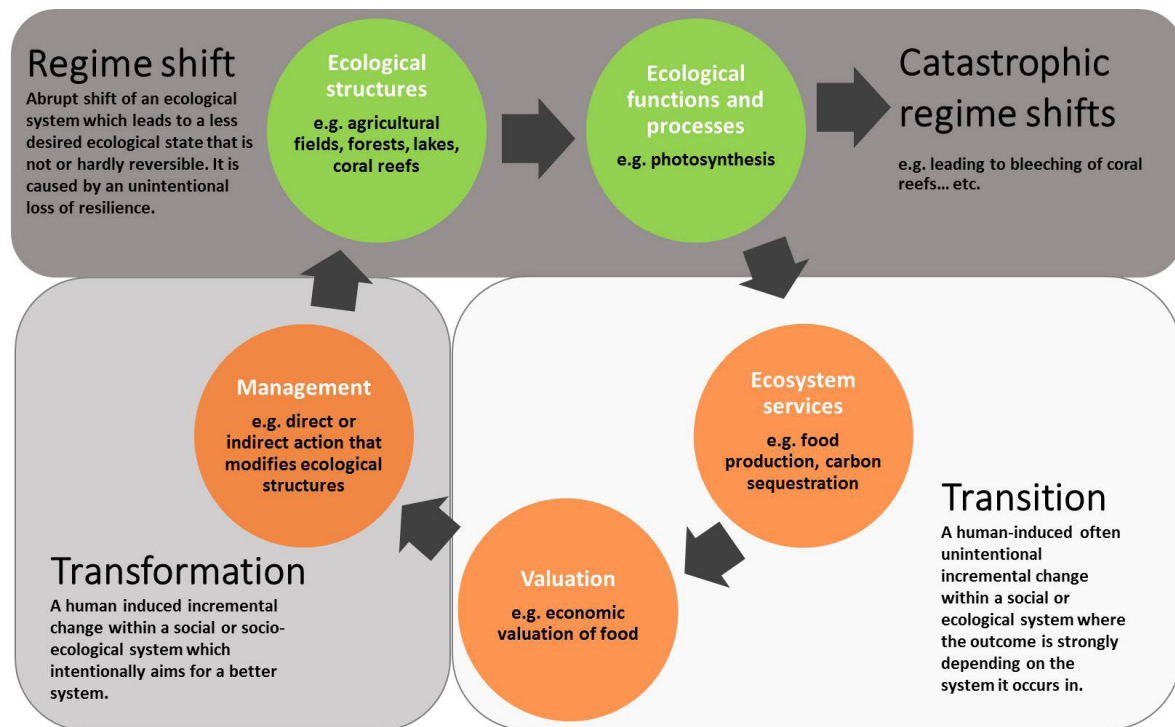 Regime shift
Abrupt shift of an ecological
system which leads to a less
desired ecological state that is
not or hardly reversible. It is
caused by an unintentional
loss of resilience.
Ecological
structures
e.g. agricultural
fields, forests, lakes,
coral reefs
Ecological
functions and
processes
e.g. photosynthesis
Catastrophic
regime shifts
e.g. leading to bleeching of coral
reefs... etc.
Management
e.g. direct or
indirect action that
modifies ecological
structures
Ecosystem
services
e.g. food
production, carbon
sequestration
Transformation
A human induced incremental
change within a social or socio-
ecological system which
intentionally aims for a better
system.
Valuation
e.g. economic
valuation of food
Transition
A human-induced often
unintentional
incremental change
within a social or
ecological system where
the outcome is strongly
depending on the
system it occurs in.